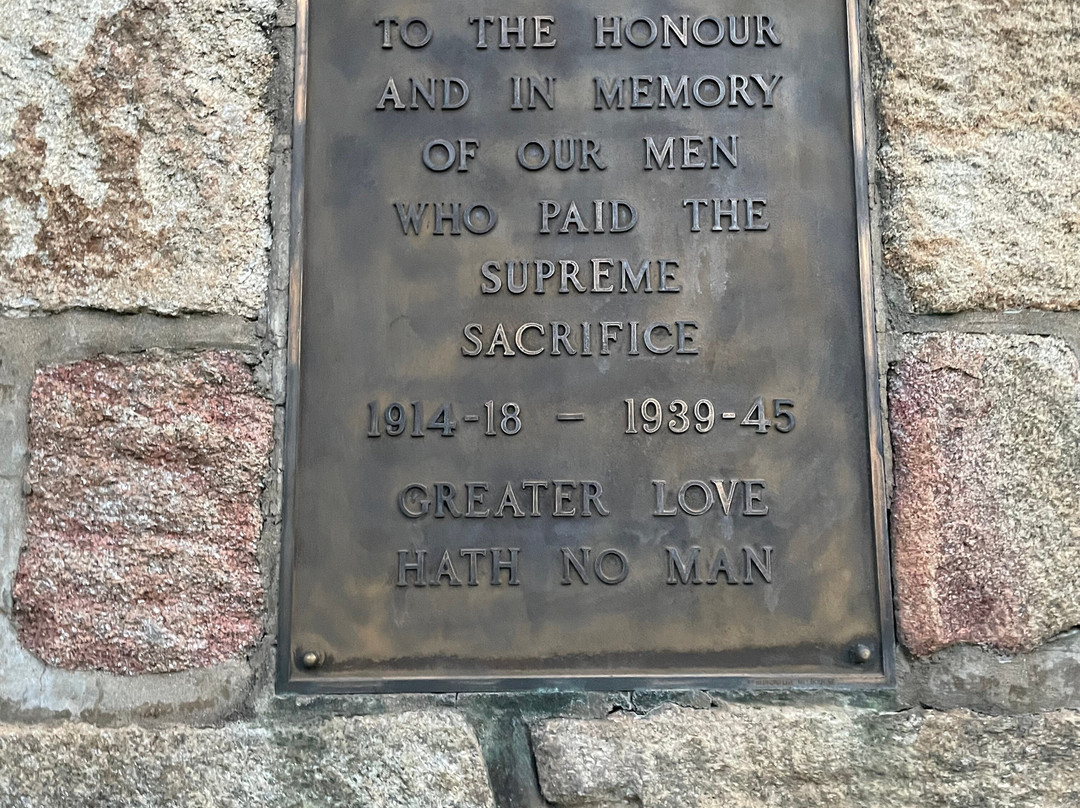 TO THE HONOUR
AND IN MEMORY
OF OUR MEN
WHO PAID THE
SUPREME
SACRIFICE
1914-18 – 1939-45
GREATER LOVE
HATH NO MAN